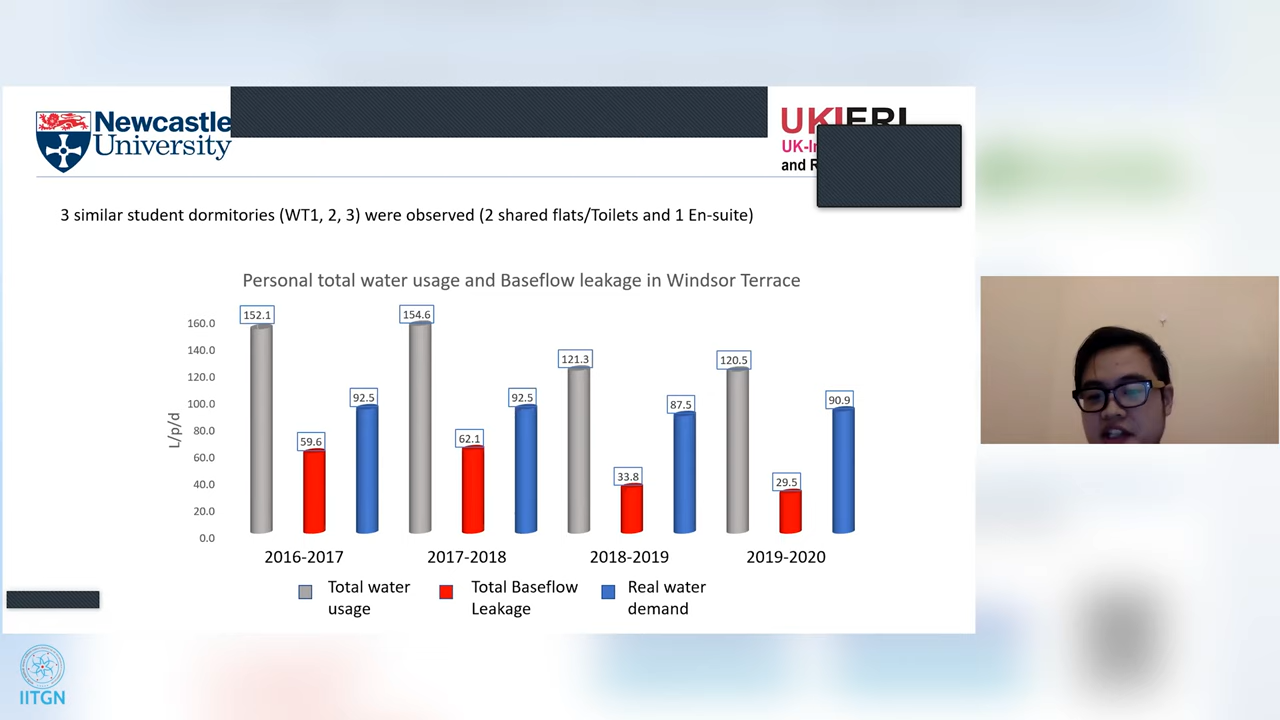 Newcastle
University
UKIERI
UK-In
and R
3 similar student dormitories (WT1, 2, 3) were observed (2 shared flats/Toilets and 1 En-suite)
Personal total water usage and Baseflow leakage in Windsor Terrace
L/p/d
160.0
140.0
120.0
100.0
80.0
60.0
40.0
20.0
0.0
152.1
59.6
92.5
154.6
62.1
92.5
121.3
33.8
87.5
120.5
29.5
90.9
2016-2017
2017-2018
2018-2019
2019-2020
Total water
usage
Total Baseflow
Leakage
Real water
demand
IITGN